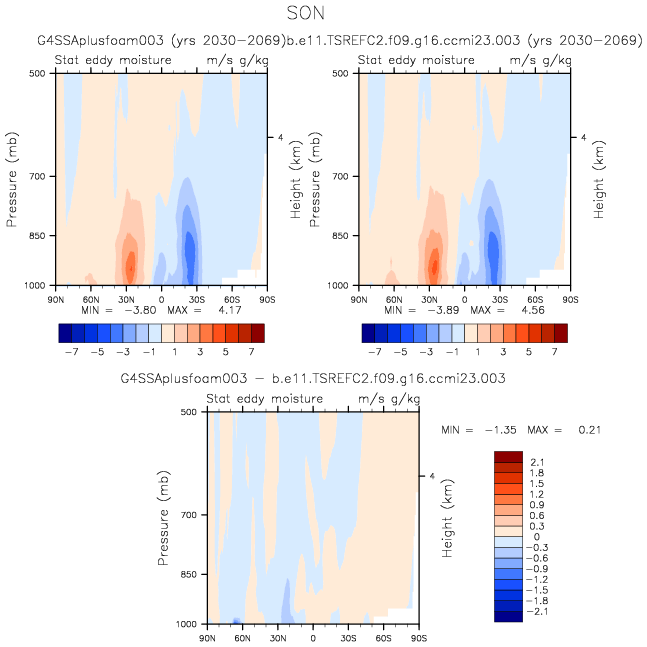 SON
G4SSAplusfoam003 (yrs 2030-2069)b.e11.TSREFC2.f09.g16.ccmi23.003 (yrs 2030-2069)
Stat eddy moisture m/s g/kg Stat eddy moisture m/s g/kg
500 500
4 4
700 700
850 850
1000 1000
Pressure (mb) Height (km) Pressure (mb) Height (km)
90N 60N 30N 0 30S 60S 90S 90N 60N 30N 0 30S 60S 90S
MIN = -3.80 MAX = 4.17 MIN = -3.89 MAX = 4.56
-7 -5 -3 -1 1 3 5 7 -7 -5 -3 -1 1 3 5 7
G4SSAplusfoam003 - b.e11.TSREFC2.f09.g16.ccmi23.003
Stat eddy moisture m/s g/kg
500
4
700
850
1000
Pressure (mb) Height (km)
90N 60N 30N 0 30S 60S 90S
MIN = -1.35 MAX = 0.21
2.1
1.8
1.5
1.2
0.9
0.6
0.3
0
-0.3
-0.6
-0.9
-1.2
-1.5
-1.8
-2.1